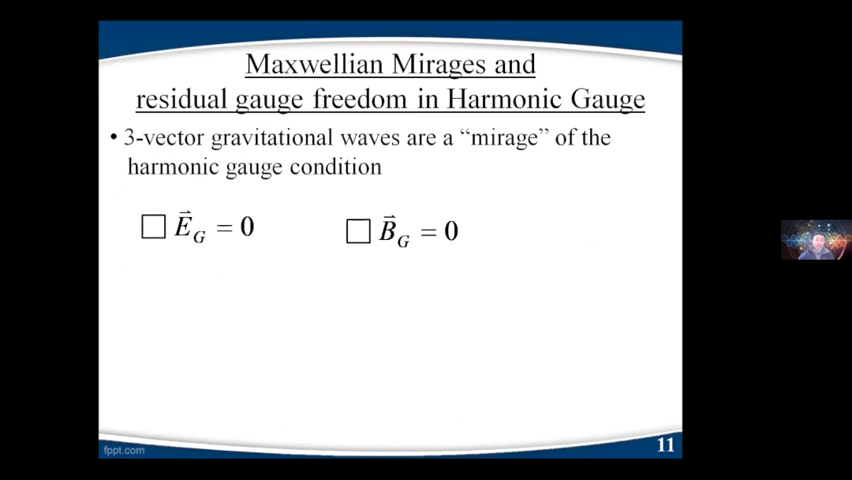 Maxwellian Mirages and
residual gauge freedom in Harmonic Gauge
• 3-vector gravitational waves are a “mirage” of the
harmonic gauge condition
□ E⃗_G = 0 □ B⃗_G = 0
fppt.com 11